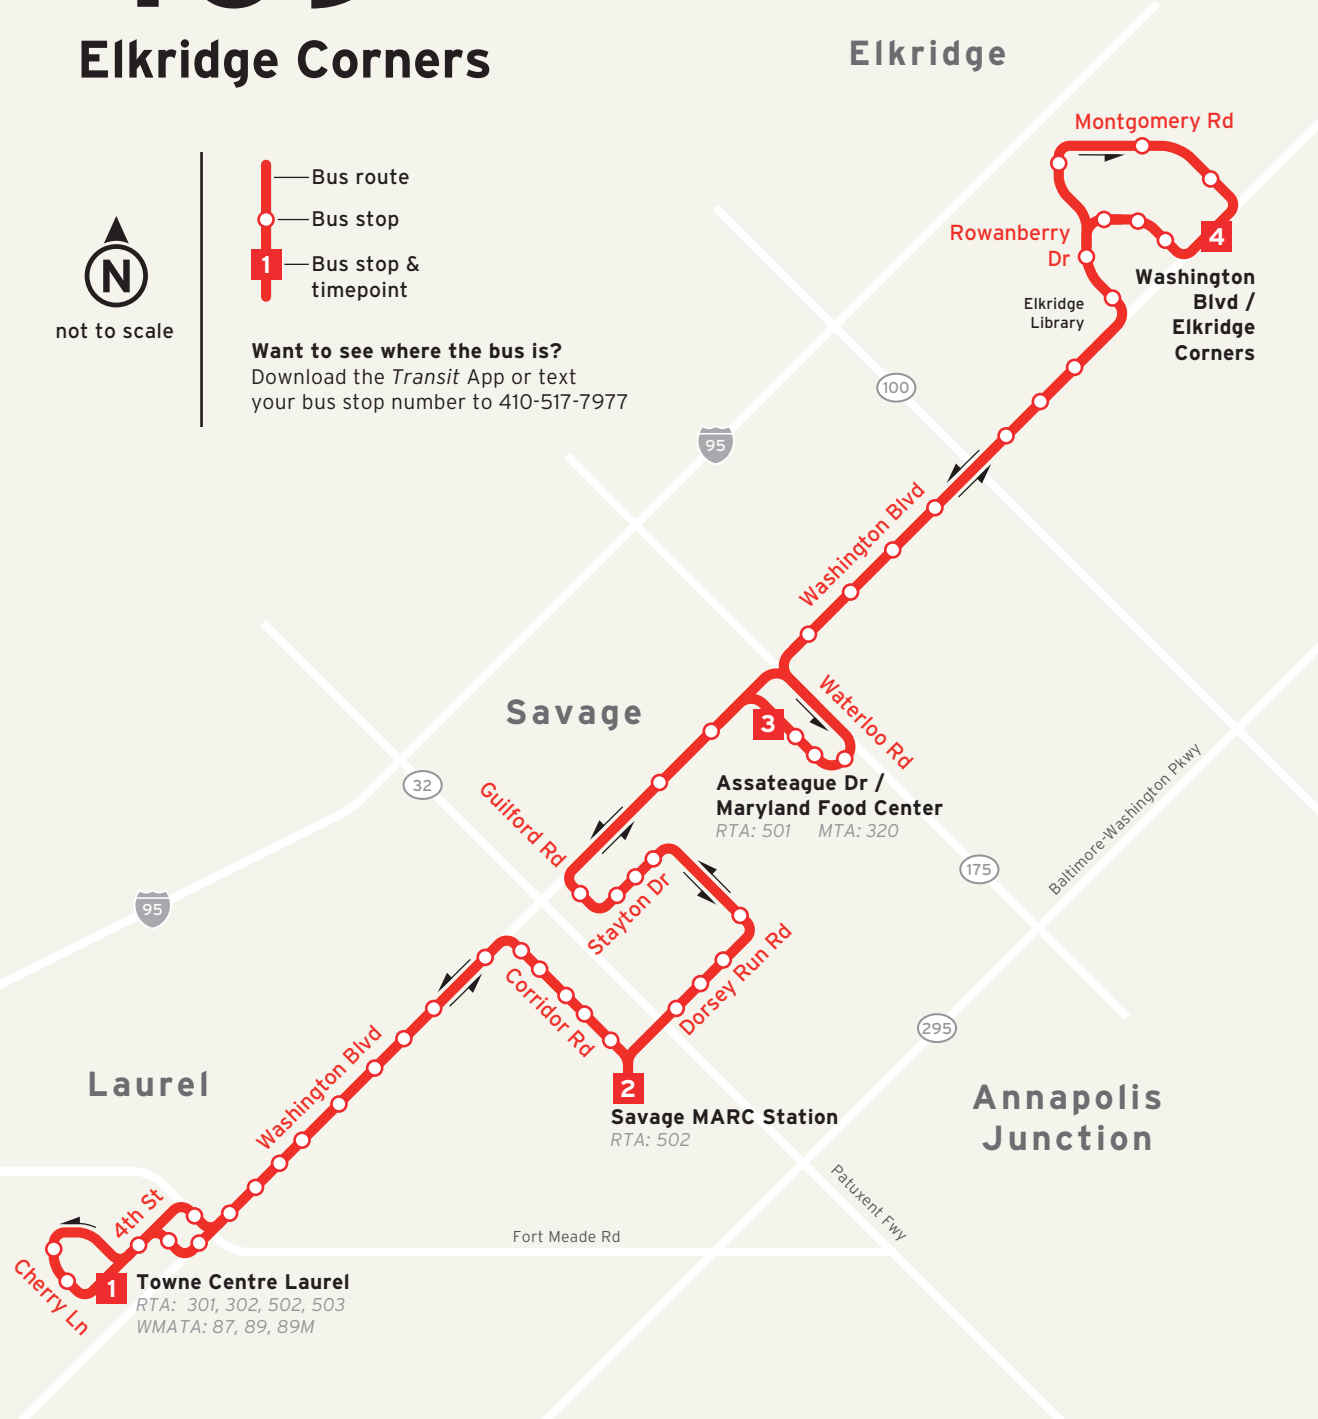 Elkridge Corners
Elkridge
Montgomery Rd
Bus route
Bus stop
1
Bus stop &
timepoint
N
not to scale
Rowanberry
Dr
4
Washington
Blvd /
Elkridge
Corners
Elkridge
Library
Want to see where the bus is?
Download the Transit App or text
your bus stop number to 410-517-7977
100
95
Washington Blvd
Savage
3
Waterloo Rd
Assateague Dr /
Maryland Food Center
RTA: 501 MTA: 320
32
Guilford Rd
Baltimore-Washington Pkwy
175
95
Stayton Dr
Dorsey Run Rd
Corridor Rd
295
Washington Blvd
Laurel
2
Savage MARC Station
RTA: 502
Annapolis
Junction
Patuxent Fwy
4th St
Fort Meade Rd
Cherry Ln
1
Towne Centre Laurel
RTA: 301, 302, 502, 503
WMATA: 87, 89, 89M